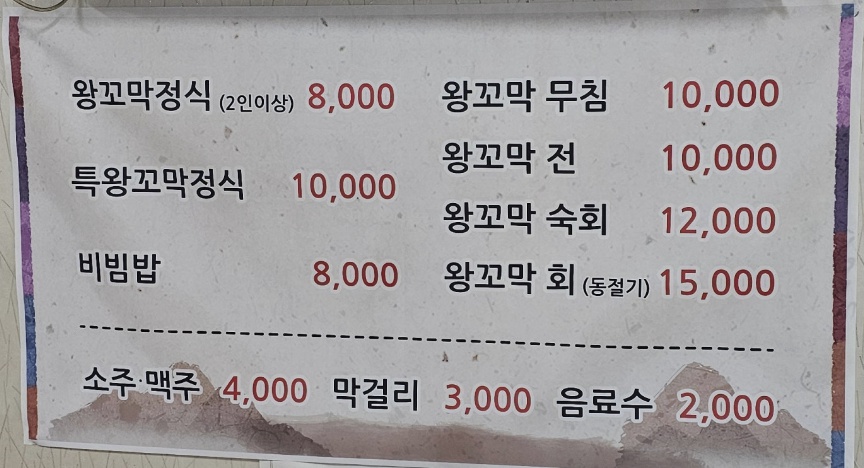 왕꼬막정식 (2인이상) 8,000
특왕꼬막정식 10,000
비빔밥 8,000
왕꼬막 무침 10,000
왕꼬막 전 10,000
왕꼬막 숙회 12,000
왕꼬막 회 (동절기) 15,000
소주·맥주 4,000 막걸리 3,000 음료수 2,000